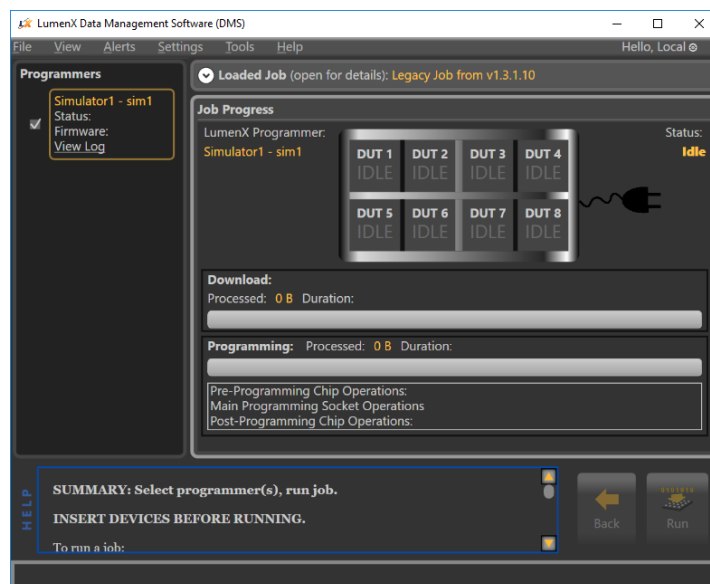 LumenX Data Management Software (DMS)
File View Alerts Settings Tools Help Hello, Local
Programmers
Simulator1 - sim1
Status:
Firmware:
View Log
Loaded Job (open for details): Legacy Job from v1.3.1.10
Job Progress
LumenX Programmer:
Simulator1 - sim1
Status:
Idle
DUT 1 DUT 2 DUT 3 DUT 4
IDLE IDLE IDLE IDLE
DUT 5 DUT 6 DUT 7 DUT 8
IDLE IDLE IDLE IDLE
Download:
Processed: 0 B Duration:
Programming: Processed: 0 B Duration:
Pre-Programming Chip Operations:
Main Programming Socket Operations
Post-Programming Chip Operations:
HELP
SUMMARY: Select programmer(s), run job.
INSERT DEVICES BEFORE RUNNING.
To run a job:
Back
Run